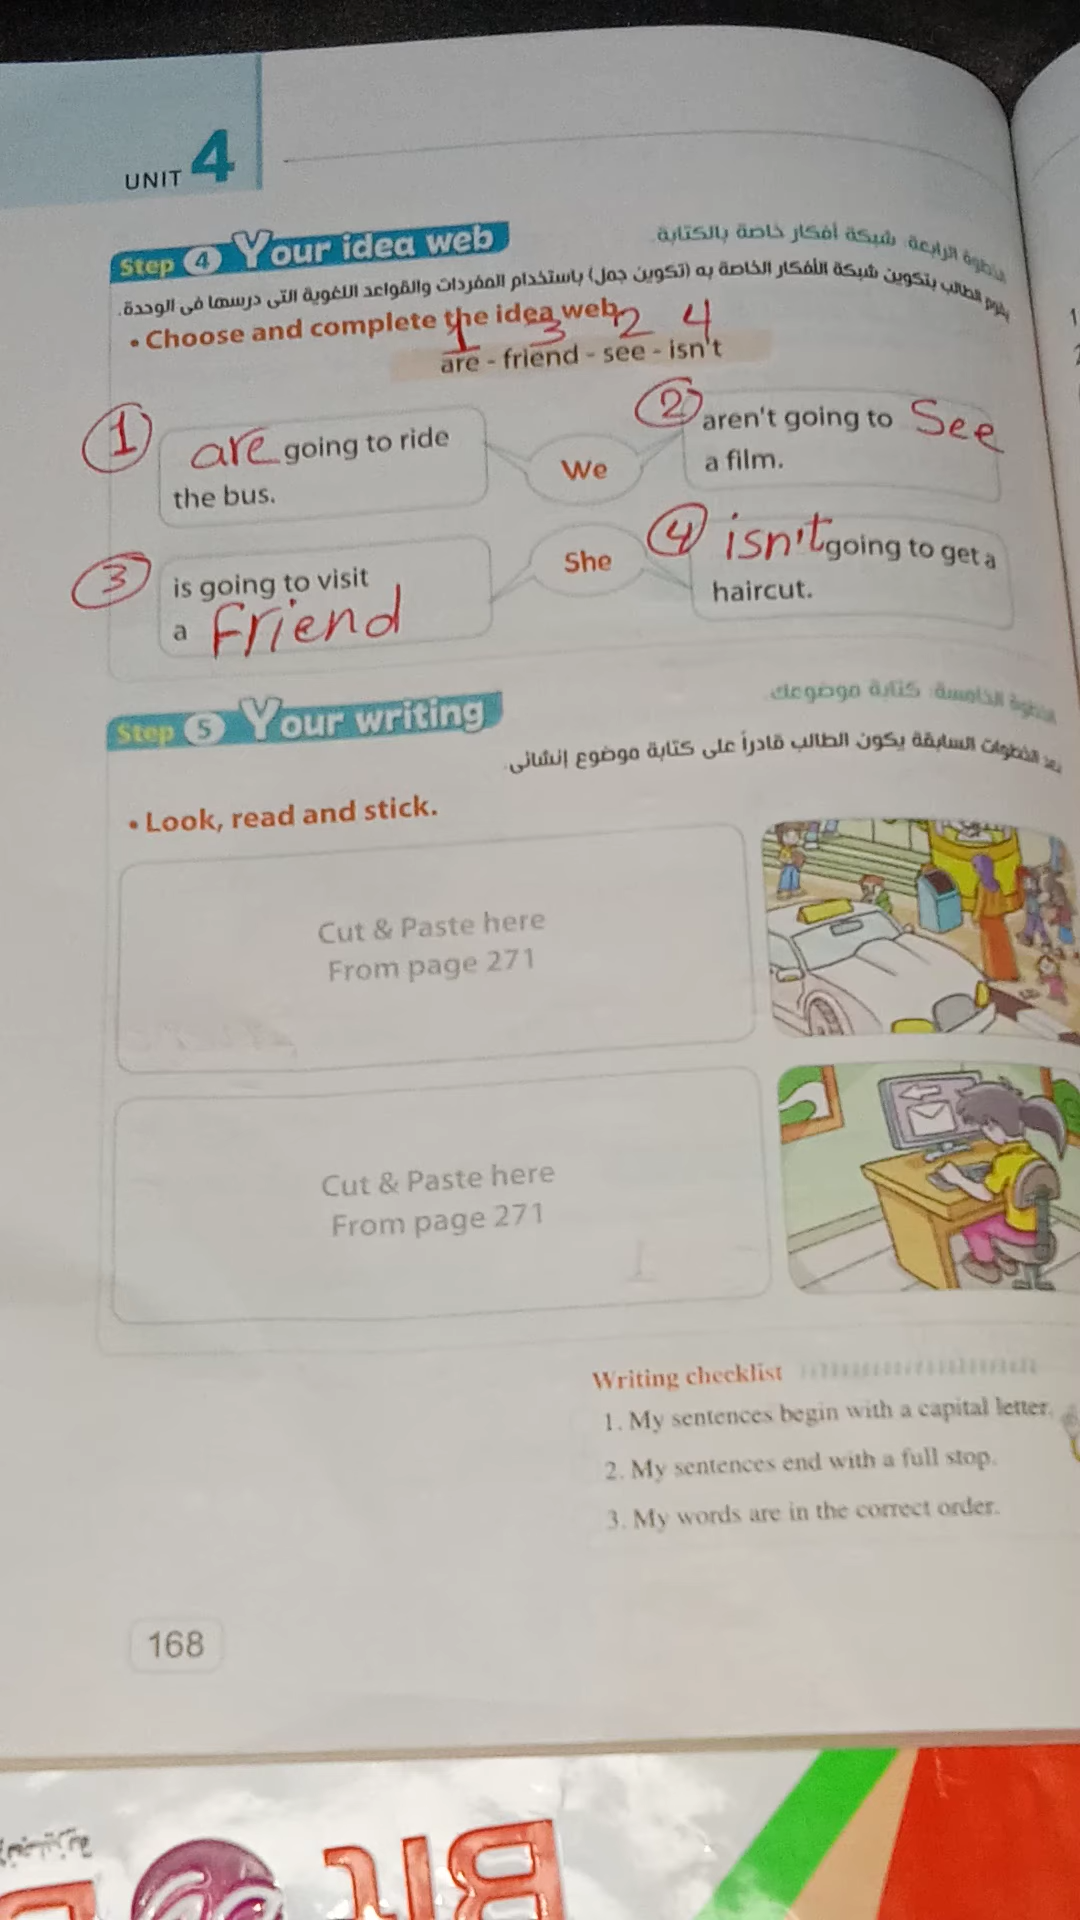 UNIT 4
Step 4 Your idea web
الخطوة الرابعة: شبكة أفكار خاصة بالكتابة.
يقوم الطالب بتكوين شبكة الأفكار الخاصة به (تكوين جمل) باستخدام المفردات والقواعد اللغوية التى درسها فى الوحدة.
• Choose and complete the idea web.
1 3 2 4
are - friend - see - isn't
1 are going to ride
the bus.
We
2 aren't going to See
a film.
3 is going to visit
a Friend
She
4 isn't going to get a
haircut.
Step 5 Your writing
الخطوة الخامسة: كتابة موضوعك.
بعد الخطوات السابقة يكون الطالب قادراً على كتابة موضوع إنشائى.
• Look, read and stick.
Cut & Paste here
From page 271
Cut & Paste here
From page 271
Writing checklist
1. My sentences begin with a capital letter.
2. My sentences end with a full stop.
3. My words are in the correct order.
168